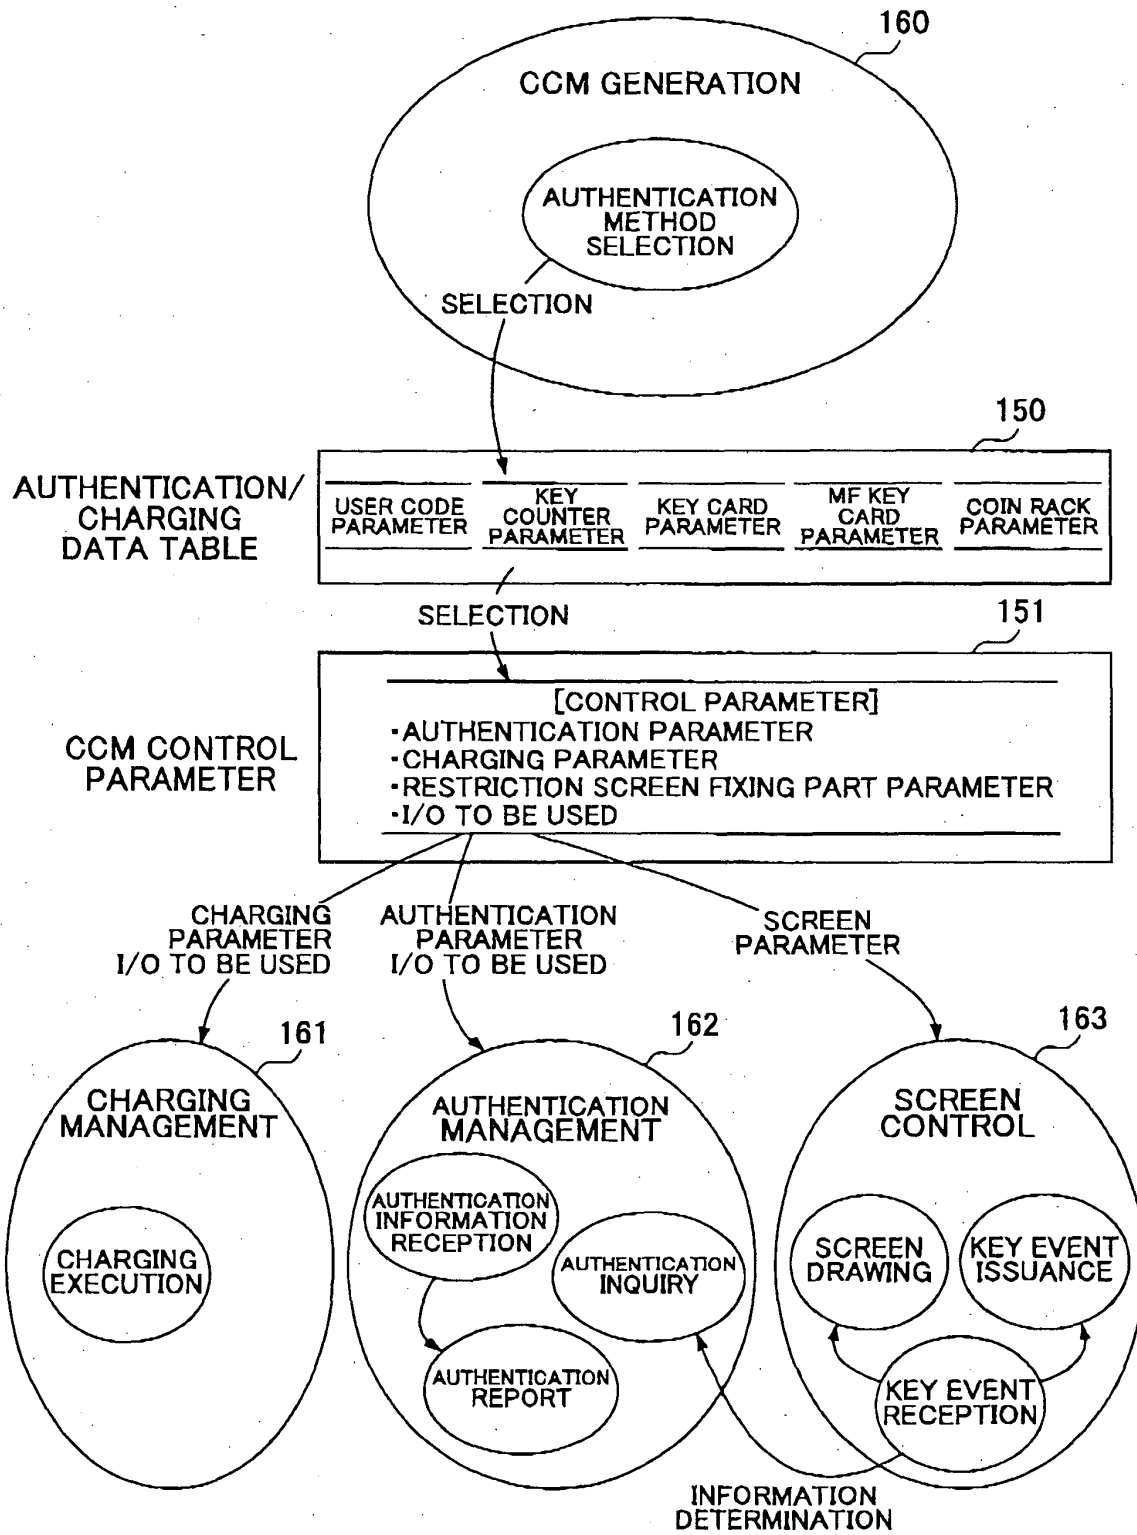 160
CCM GENERATION
AUTHENTICATION
METHOD
SELECTION
SELECTION
150
AUTHENTICATION/
CHARGING
DATA TABLE
USER CODE
PARAMETER
KEY
COUNTER
PARAMETER
KEY CARD
PARAMETER
MF KEY
CARD
PARAMETER
COIN RACK
PARAMETER
SELECTION
151
CCM CONTROL
PARAMETER
[CONTROL PARAMETER]
・AUTHENTICATION PARAMETER
・CHARGING PARAMETER
・RESTRICTION SCREEN FIXING PART PARAMETER
・I/O TO BE USED
CHARGING
PARAMETER
I/O TO BE USED
AUTHENTICATION
PARAMETER
I/O TO BE USED
SCREEN
PARAMETER
161
CHARGING
MANAGEMENT
CHARGING
EXECUTION
162
AUTHENTICATION
MANAGEMENT
AUTHENTICATION
INFORMATION
RECEPTION
AUTHENTICATION
INQUIRY
AUTHENTICATION
REPORT
163
SCREEN
CONTROL
SCREEN
DRAWING
KEY EVENT
ISSUANCE
KEY EVENT
RECEPTION
INFORMATION
DETERMINATION